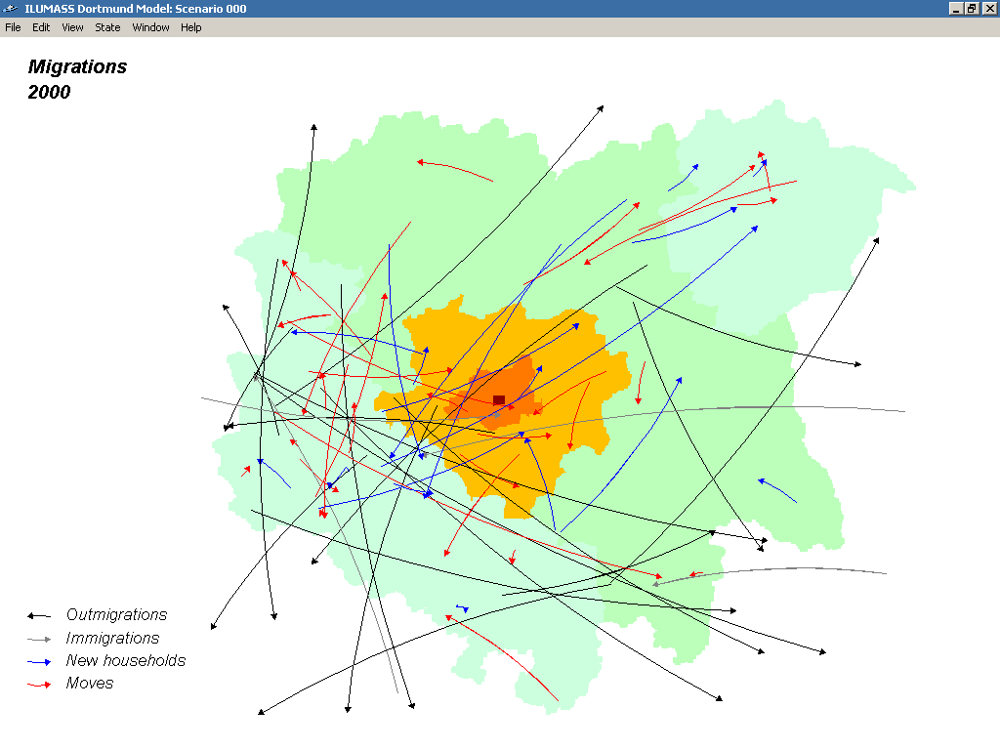 ILUMASS Dortmund Model: Scenario 000
File Edit View State Window Help
Migrations
2000
Outmigrations
Immigrations
New households
Moves